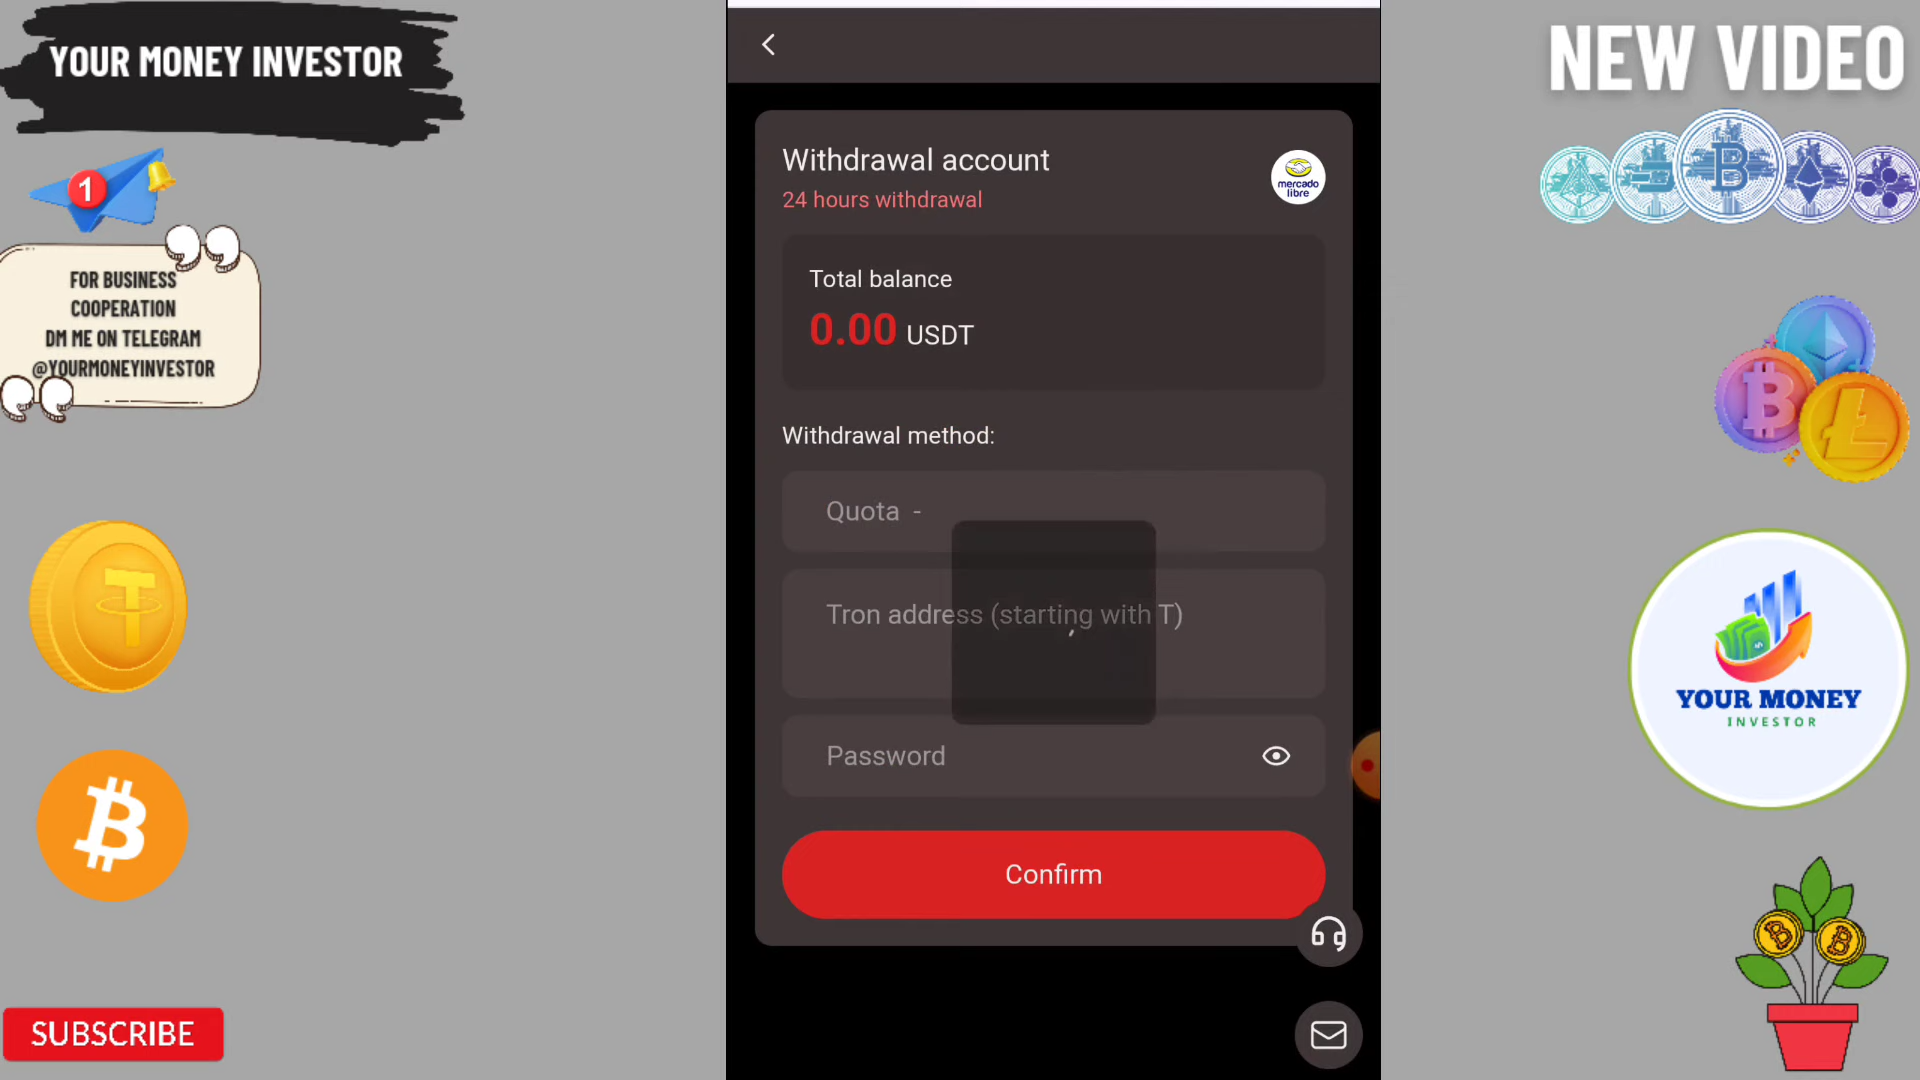 YOUR MONEY INVESTOR
1
FOR BUSINESS
COOPERATION
DM ME ON TELEGRAM
@YOURMONEYINVESTOR
SUBSCRIBE
Withdrawal account
24 hours withdrawal
mercado
libre
Total balance
0.00 USDT
Withdrawal method:
Quota -
Tron address (starting with T)
Password
Confirm
NEW VIDEO
YOUR MONEY
INVESTOR